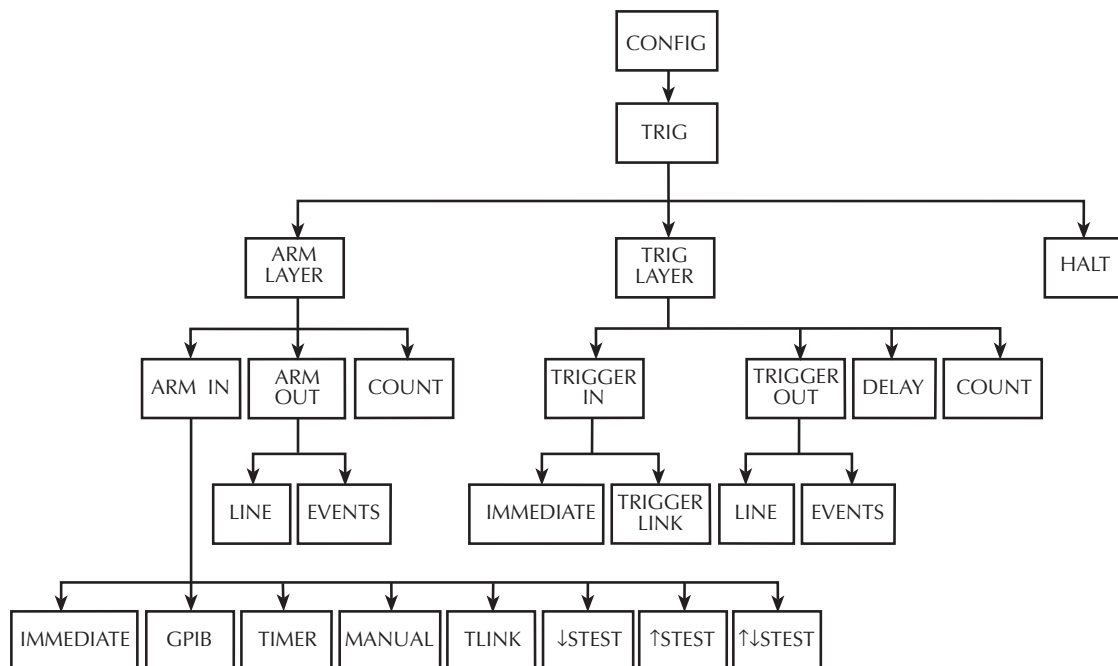 CONFIG
TRIG
ARM
LAYER
TRIG
LAYER
HALT
ARM IN
ARM
OUT
COUNT
TRIGGER
IN
TRIGGER
OUT
DELAY
COUNT
LINE
EVENTS
IMMEDIATE
TRIGGER
LINK
LINE
EVENTS
IMMEDIATE
GPIB
TIMER
MANUAL
TLINK
↓STEST
↑STEST
↑↓STEST